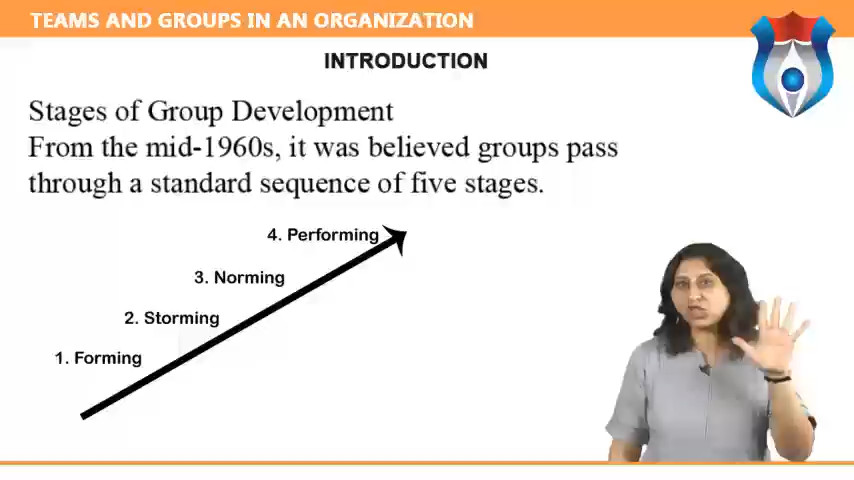 TEAMS AND GROUPS IN AN ORGANIZATION
INTRODUCTION
Stages of Group Development
From the mid-1960s, it was believed groups pass
through a standard sequence of five stages.
4. Performing
3. Norming
2. Storming
1. Forming